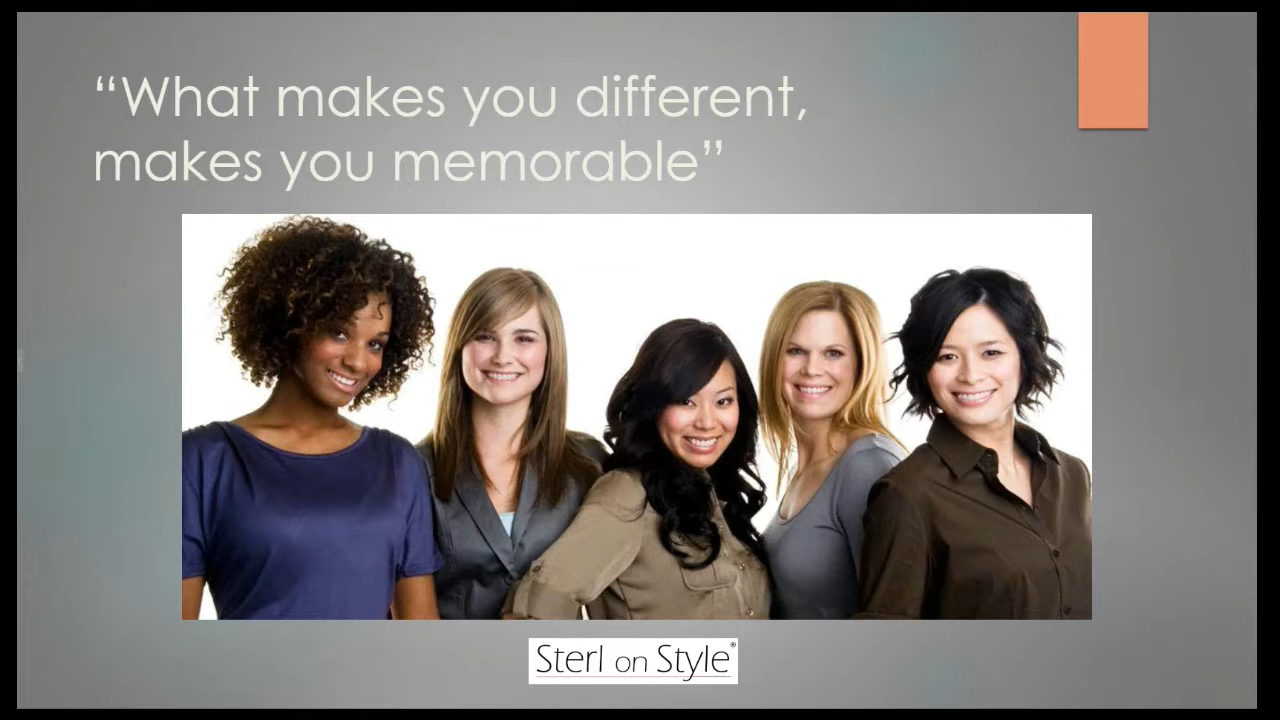 “What makes you different,
makes you memorable”
Sterl on Style®